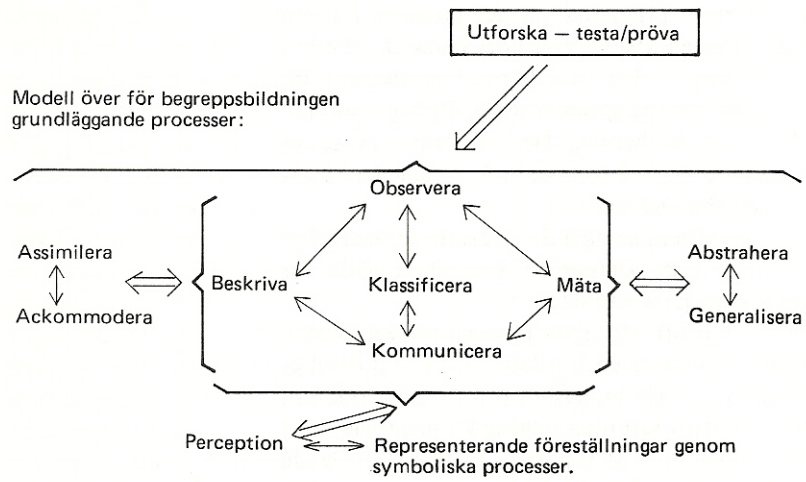 Utforska — testa/pröva
Modell över för begreppsbildningen
grundläggande processer:
Observera
Assimilera
Abstrahera
Beskriva
Klassificera
Mäta
Ackommodera
Generalisera
Kommunicera
Perception
Representerande föreställningar genom
symboliska processer.